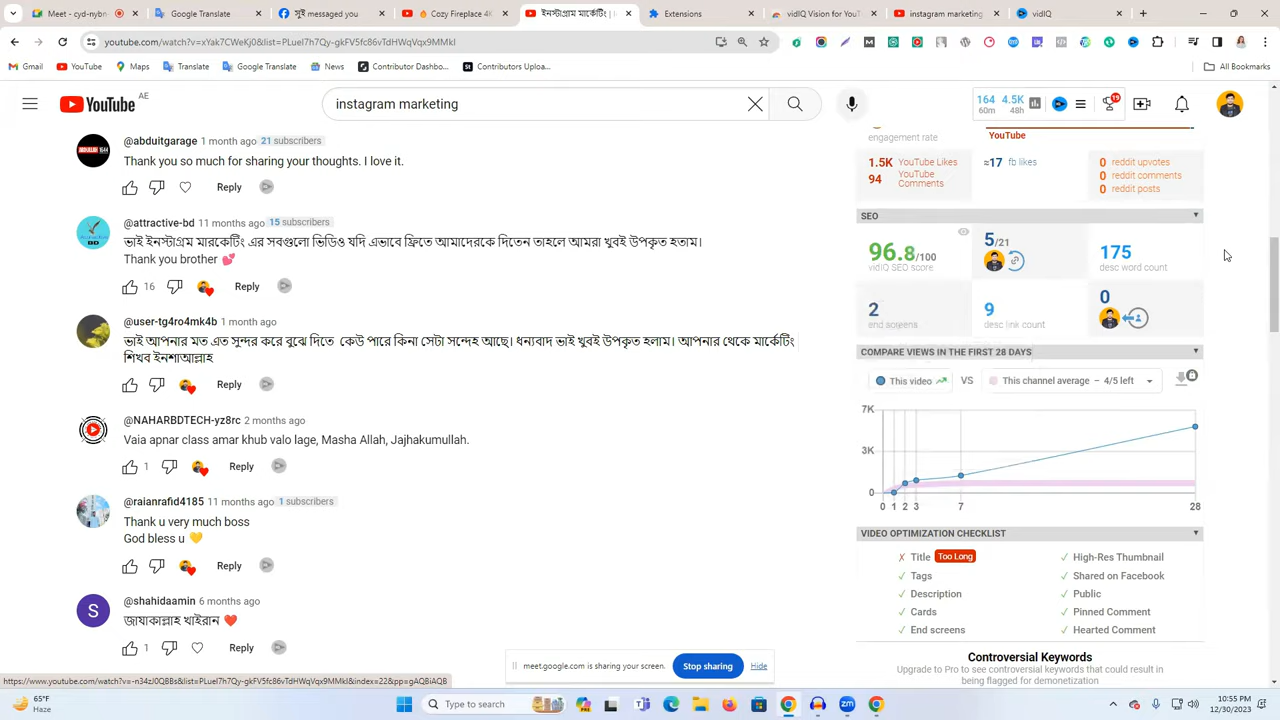 Meet - cyd-nybn-
Google Translate
সুই messaged you
Cozy Fireplace 4K
ইনস্টাগ্রাম মার্কেটিং |
Extensions
vidIQ Vision for YouT
instagram marketing
vidIQ
youtube.com/watch?v=xYak7CWeKj0&list=PLuel7h7Qy-gkFV5fc86vTdHWqVqx9MMkl
Gmail
YouTube
Maps
Translate
Google Translate
News
Contributor Dashbo...
Contributors Uploa...
All Bookmarks
YouTube AE
instagram marketing
164 4.5K
60m 48h
19
@abduitgarage 1 month ago 21 subscribers
Thank you so much for sharing your thoughts. I love it.
Reply
@attractive-bd 11 months ago 15 subscribers
ভাই ইনস্টাগ্রম মারকেটিং এর সবগুলো ভিডিও যদি এভাবে ফ্রিতে আমাদেরকে দিতেন তাহলে আমরা খুবই উপকৃত হতাম।
Thank you brother 💕
16 Reply
@user-tg4ro4mk4b 1 month ago
ভাই আপনার মত এত সুন্দর করে বুঝে দিতে কেউ পারে কিনা সেটা সন্দেহ আছে। ধন্যবাদ ভাই খুবই উপকৃত হলাম। আপনার থেকে মার্কেটিং
শিখব ইনশাআল্লাহ
Reply
@NAHARBDTECH-yz8rc 2 months ago
Vaia apnar class amar khub valo lage, Masha Allah, Jajhakumullah.
1 Reply
@raianrafid4185 11 months ago 1 subscribers
Thank u very much boss
God bless u 💛
Reply
@shahidaamin 6 months ago
জাযাকাল্লাহ খাইরান ❤️
1 Reply
engagement rate
YouTube
1.5K YouTube Likes
94 YouTube Comments
≈17 fb likes
0 reddit upvotes
0 reddit comments
0 reddit posts
SEO
96.8/100
vidIQ SEO score
5/21
175
desc word count
2
end screens
9
desc link count
0
COMPARE VIEWS IN THE FIRST 28 DAYS
This video VS This channel average – 4/5 left
7K
3K
0
0 1 2 3 7 28
VIDEO OPTIMIZATION CHECKLIST
✗ Title Too Long
✓ High-Res Thumbnail
✓ Tags
✓ Shared on Facebook
✓ Description
✓ Public
✓ Cards
✓ Pinned Comment
✓ End screens
✓ Hearted Comment
Controversial Keywords
Upgrade to Pro to see controversial keywords that could result in
being flagged for demonetization
meet.google.com is sharing your screen. Stop sharing Hide
65°F
Haze
Type here to search
10:55 PM
12/30/2023